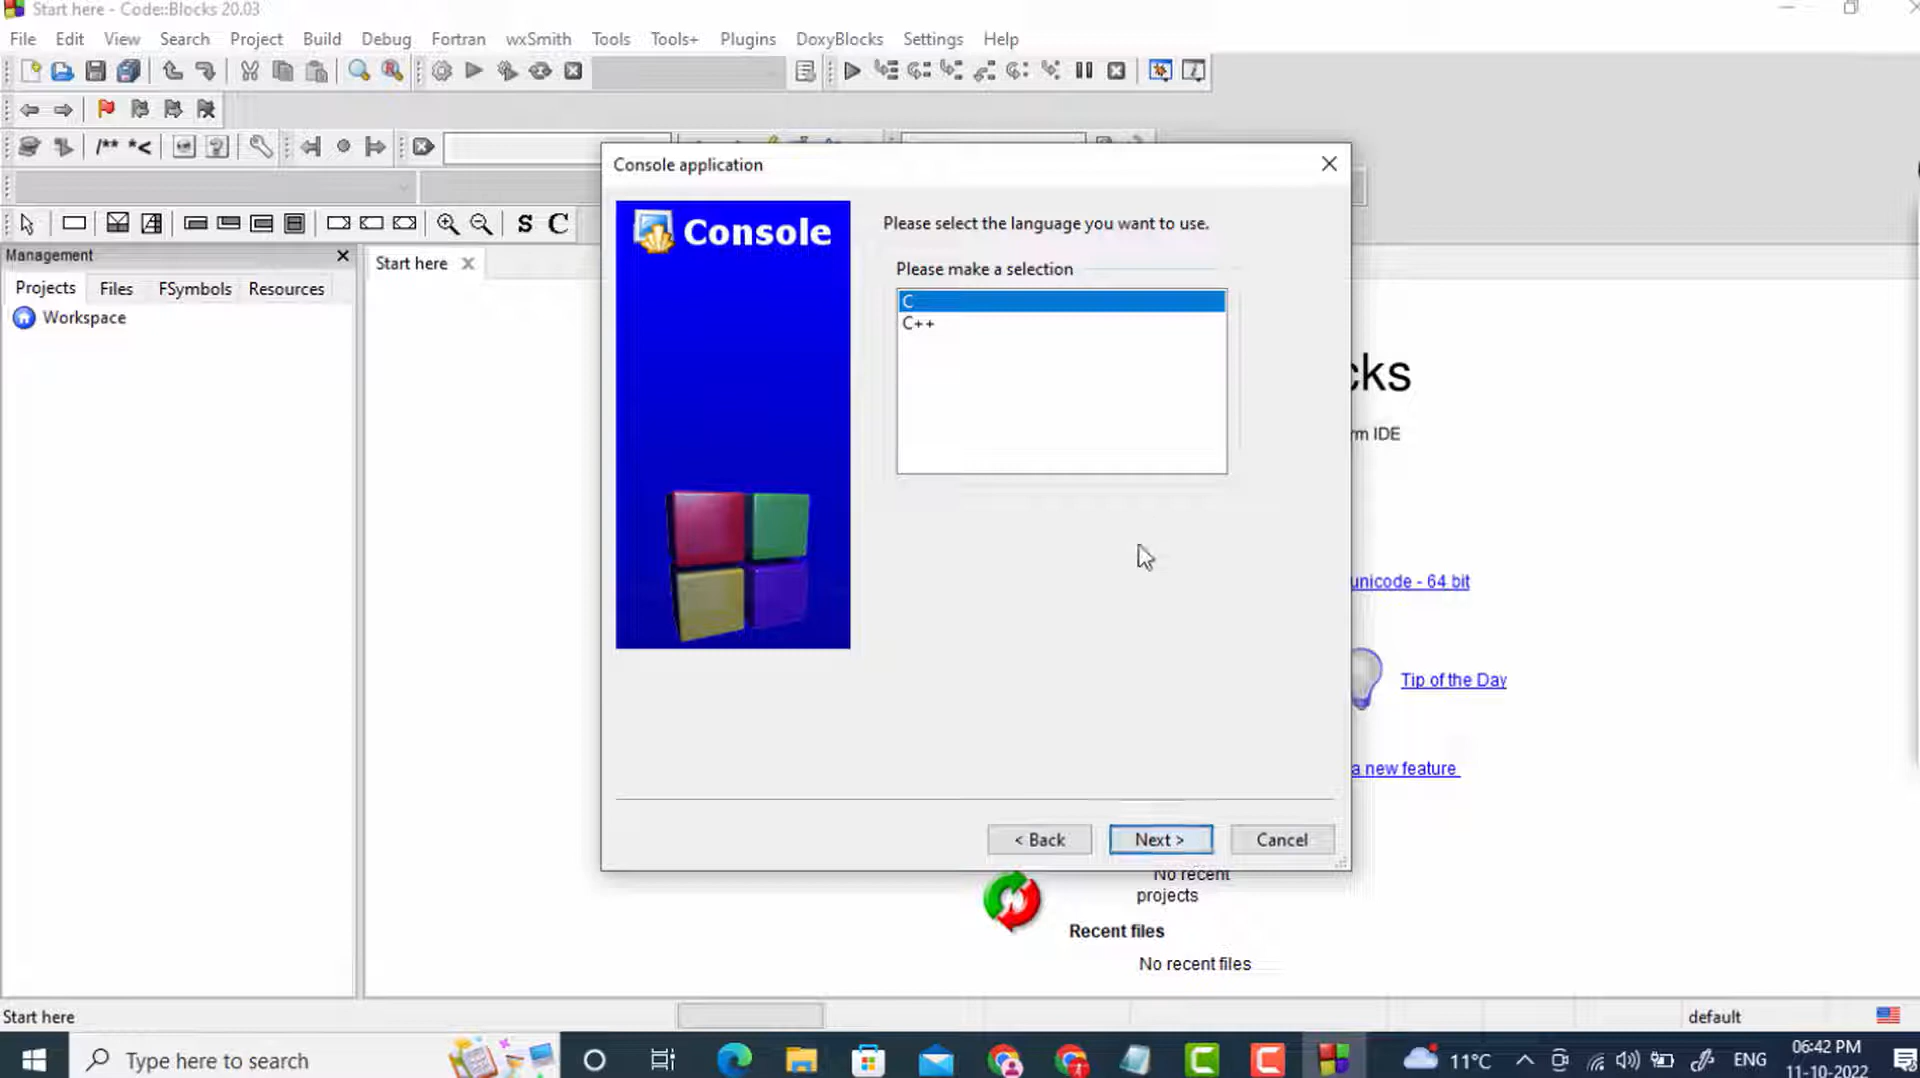 Start here - Code::Blocks 20.03
File Edit View Search Project Build Debug Fortran wxSmith Tools Tools+ Plugins DoxyBlocks Settings Help
/** *<
S C
Management
Projects Files FSymbols Resources
Workspace
Start here
Console application
Console
Please select the language you want to use.
Please make a selection
C
C++
< Back Next > Cancel
cks
rm IDE
unicode - 64 bit
Tip of the Day
a new feature
No recent
projects
Recent files
No recent files
Start here
default
Type here to search
11°C
ENG
06:42 PM
11-10-2022